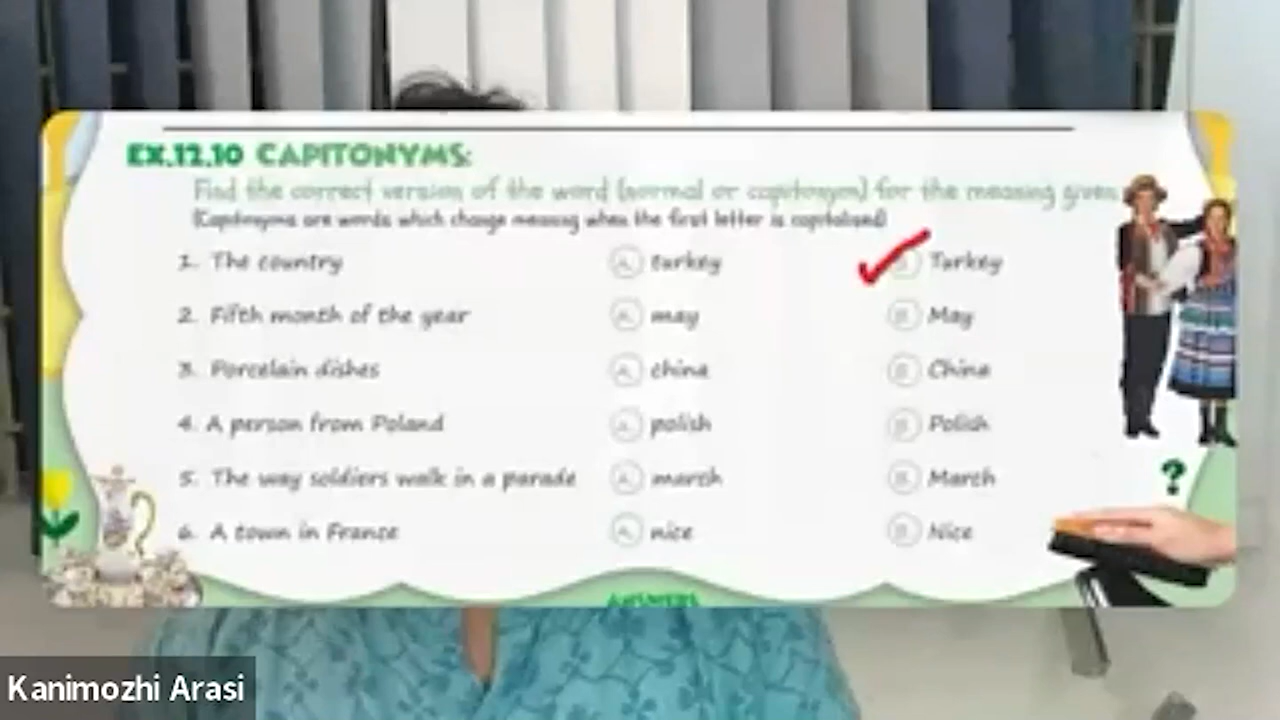 EX.12.10 CAPITONYMS:
Find the correct version of the word (normal or capitonym) for the meaning given
(Capitonyms are words which change meaning when the first letter is capitalised)
1. The country A. turkey B. Turkey
2. Fifth month of the year A. may B. May
3. Porcelain dishes A. china B. China
4. A person from Poland A. polish B. Polish
5. The way soldiers walk in a parade A. march B. March
6. A town in France A. nice B. Nice
?
ANSWERS
Kanimozhi Arasi